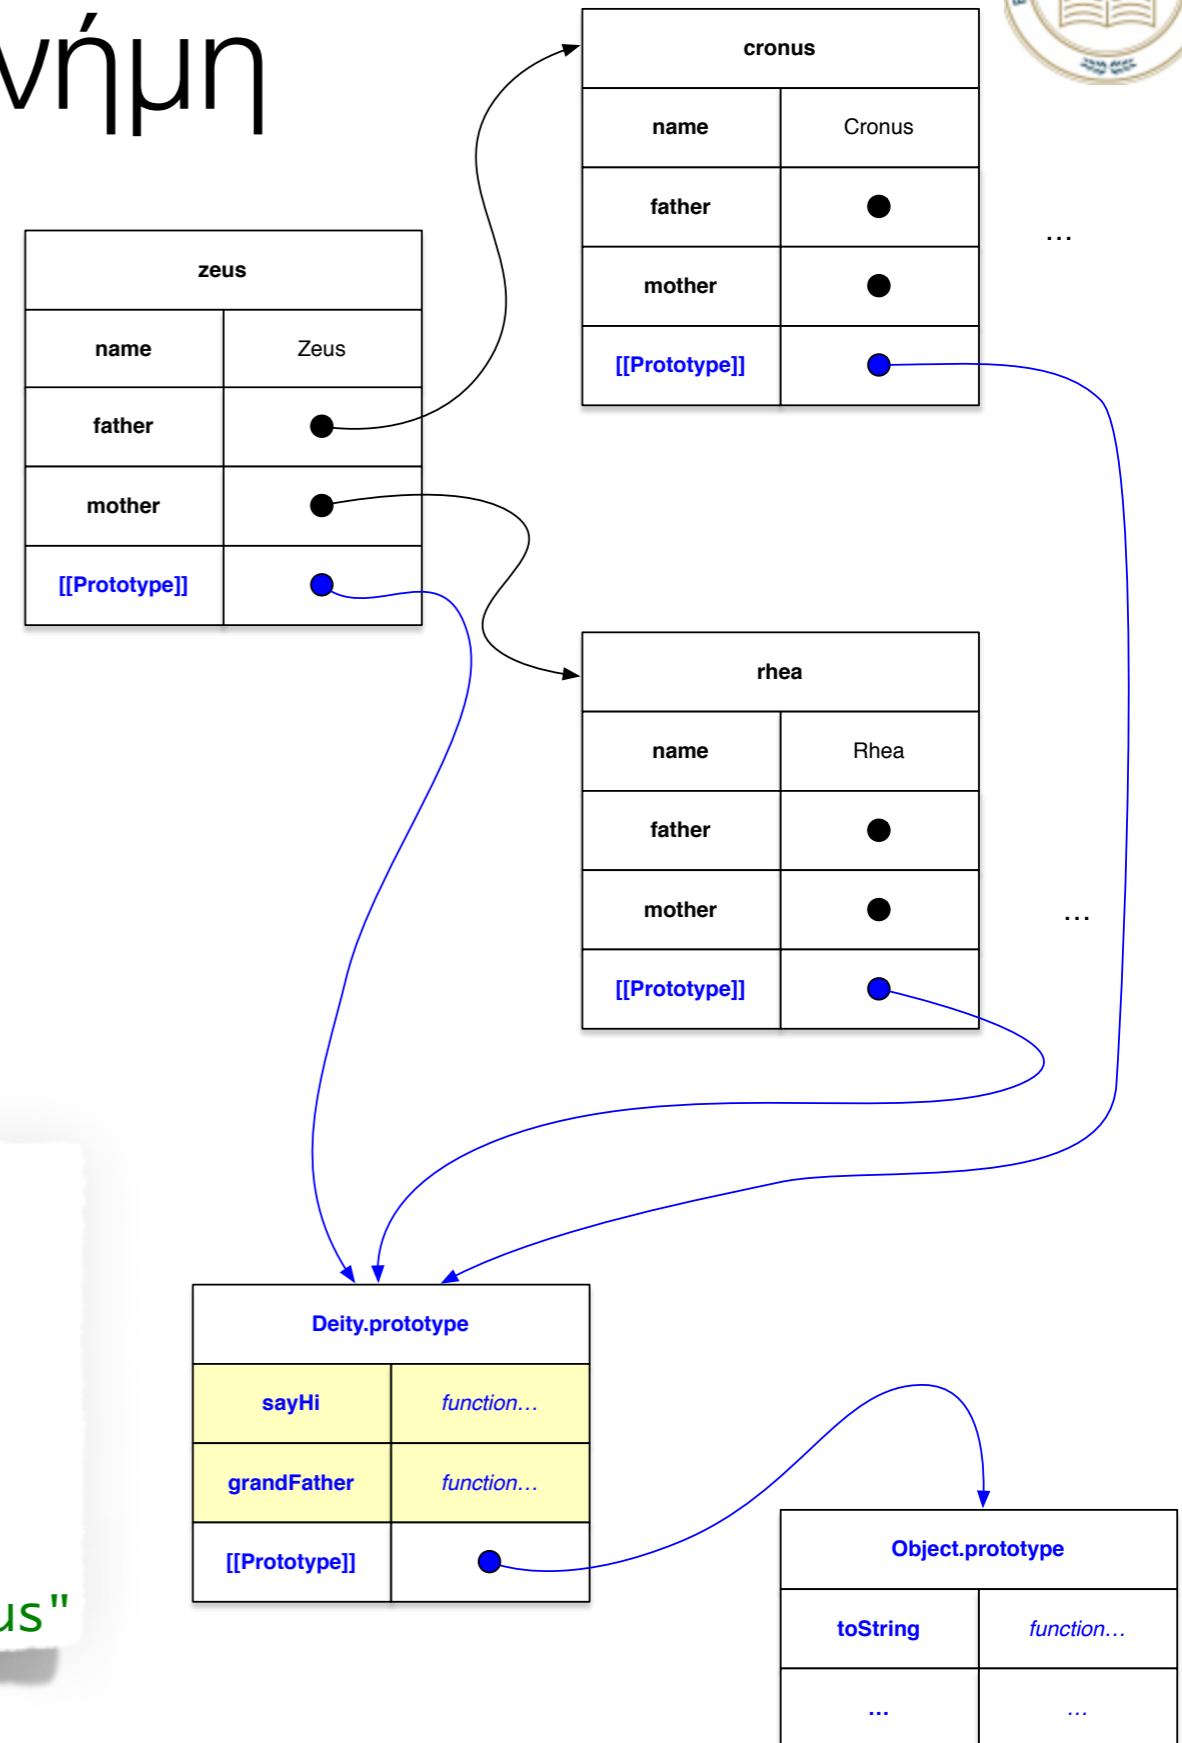 νήμη
cronus
name Cronus
father
mother
[[Prototype]]
...
zeus
name Zeus
father
mother
[[Prototype]]
rhea
name Rhea
father
mother
[[Prototype]]
...
Deity.prototype
sayHi function…
grandFather function…
[[Prototype]]
us"
Object.prototype
toString function…
... ...